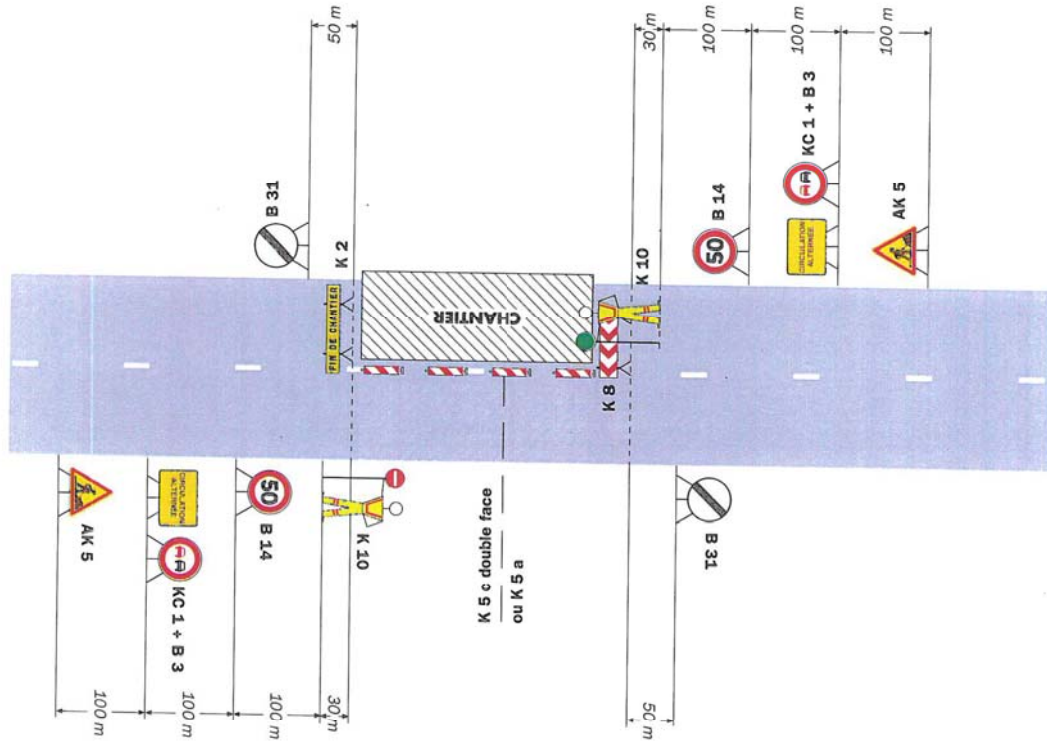 50 m
B 31
K 2
FIN DE CHANTIER
CHANTIER
30 m
100 m
100 m
100 m
KC 1 + B 3
B 14
50
CIRCULATION
ALTERNÉE
AK 5
K 10
K 8
AK 5
CIRCULATION
ALTERNÉE
KC 1 + B 3
50
B 14
K 10
K 5 c double face
ou K 5 a
B 31
100 m
100 m
100 m
30 m
50 m